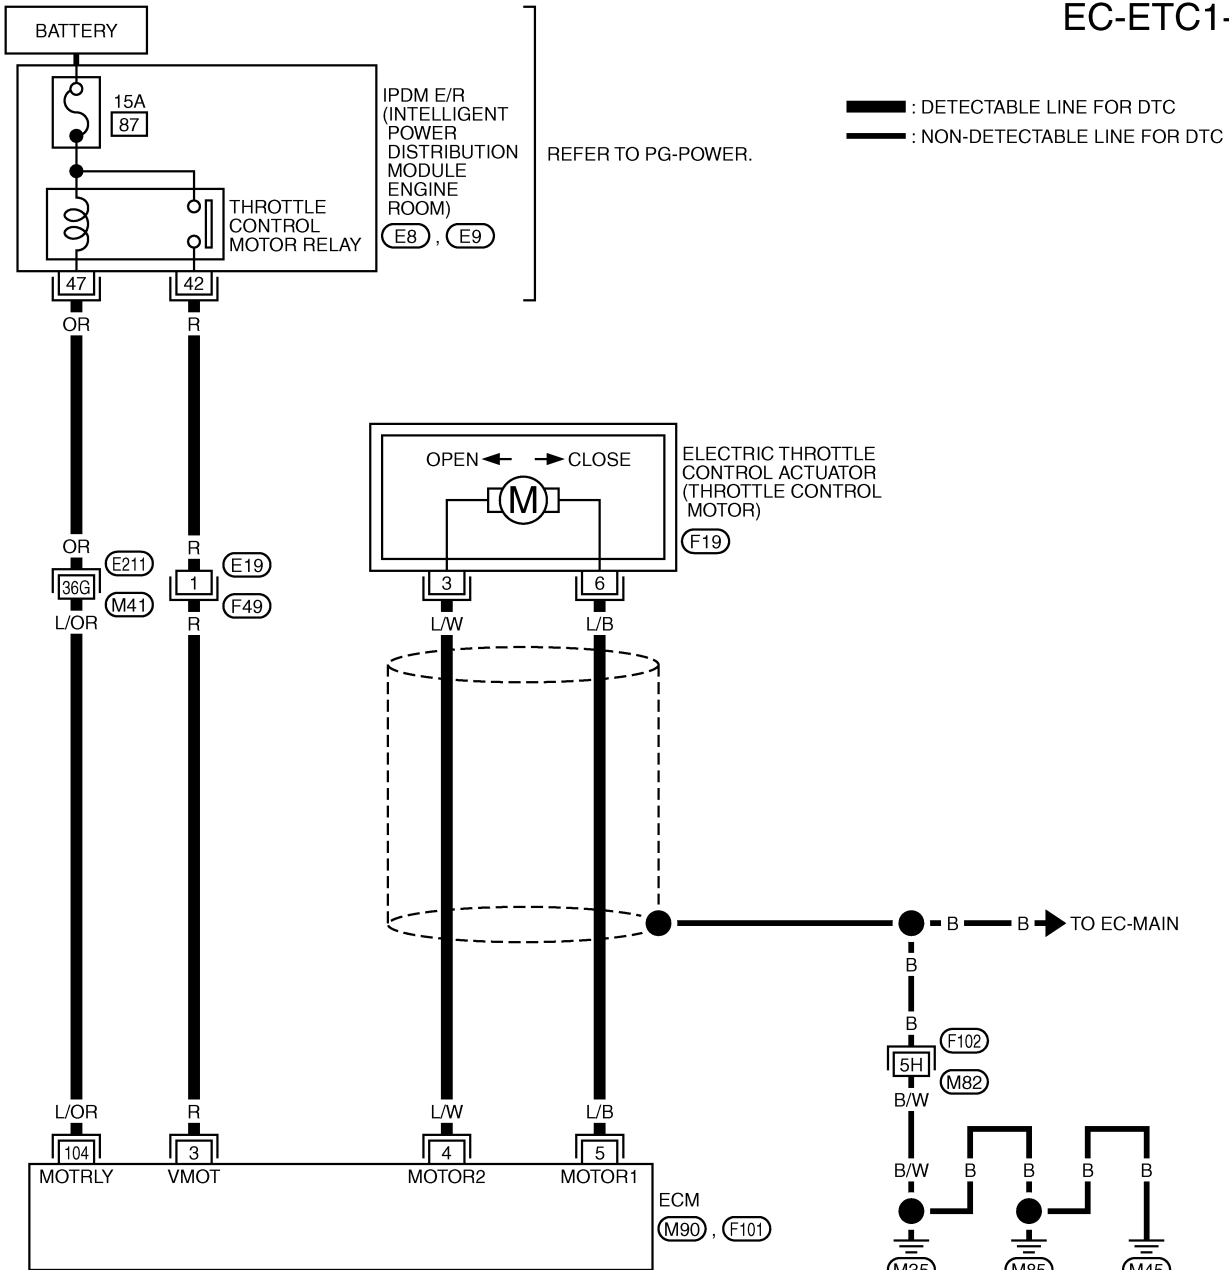 EC-ETC1-
BATTERY
15A
87
IPDM E/R
(INTELLIGENT
POWER
DISTRIBUTION
MODULE
ENGINE
ROOM)
E8 , E9
REFER TO PG-POWER.
: DETECTABLE LINE FOR DTC
: NON-DETECTABLE LINE FOR DTC
THROTTLE
CONTROL
MOTOR RELAY
47 42
OR R
OPEN CLOSE
M
ELECTRIC THROTTLE
CONTROL ACTUATOR
(THROTTLE CONTROL
MOTOR)
F19
OR R
E211 E19
36G 1 3 6
M41 F49
L/OR R L/W L/B
B B TO EC-MAIN
B
B
F102
5H
M82
B/W
L/OR R L/W L/B
104 3 4 5
MOTRLY VMOT MOTOR2 MOTOR1
B/W B B B B
ECM
M90 , F101
M35 M85 M45